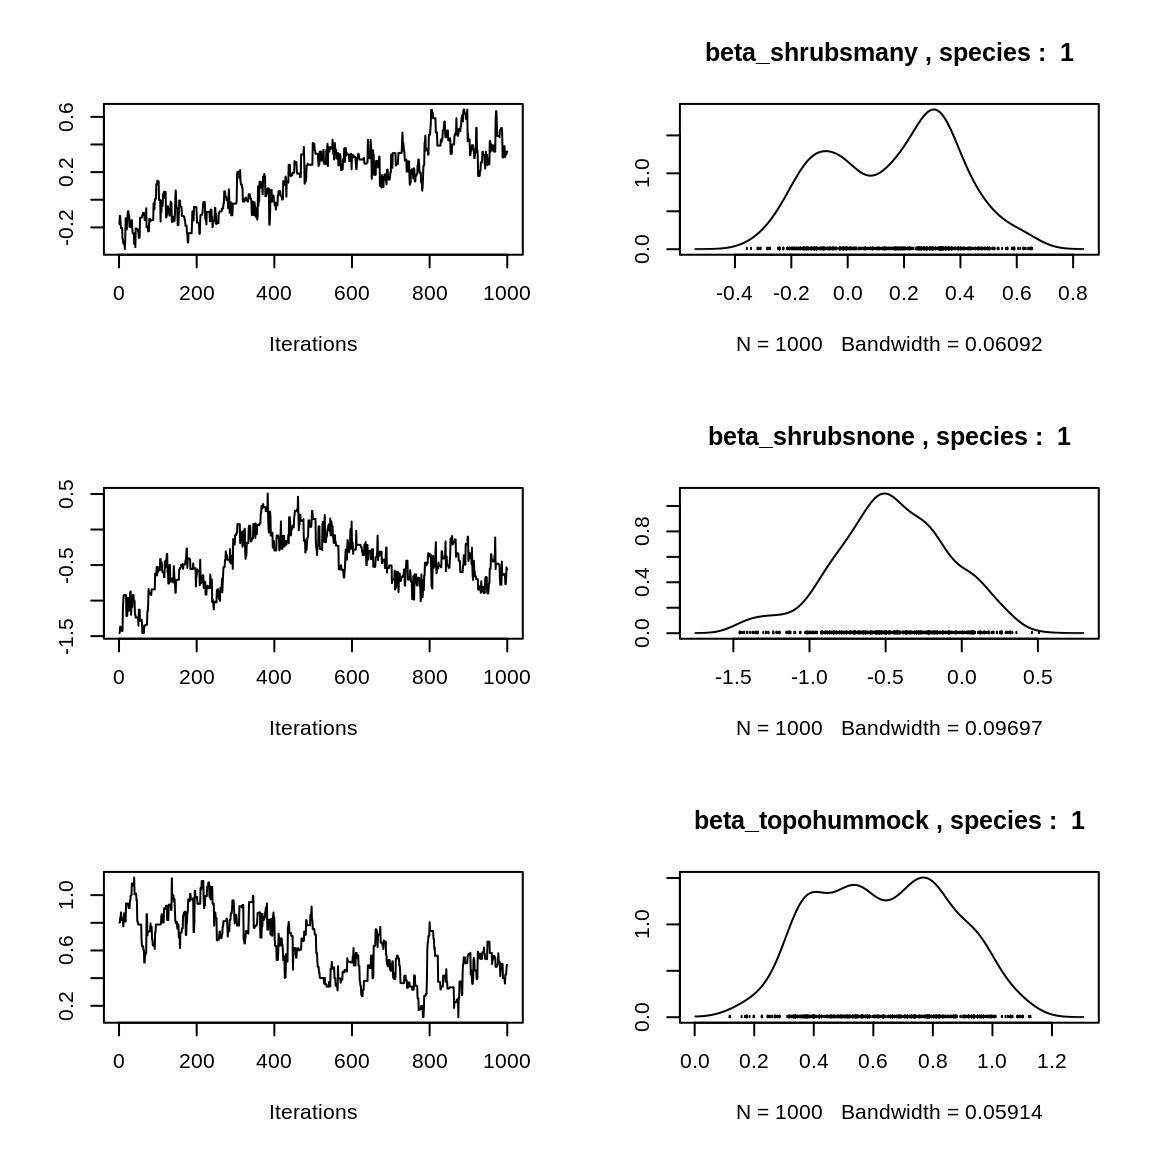 beta_shrubsmany , species :  1
0.6
0.2
-0.2
0 200 400 600 800 1000
Iterations
1.0
0.0
-0.4 -0.2 0.0 0.2 0.4 0.6 0.8
N = 1000   Bandwidth = 0.06092
beta_shrubsnone , species :  1
0.5
-0.5
-1.5
0 200 400 600 800 1000
Iterations
0.8
0.4
0.0
-1.5 -1.0 -0.5 0.0 0.5
N = 1000   Bandwidth = 0.09697
beta_topohummock , species :  1
1.0
0.6
0.2
0 200 400 600 800 1000
Iterations
1.0
0.0
0.0 0.2 0.4 0.6 0.8 1.0 1.2
N = 1000   Bandwidth = 0.05914